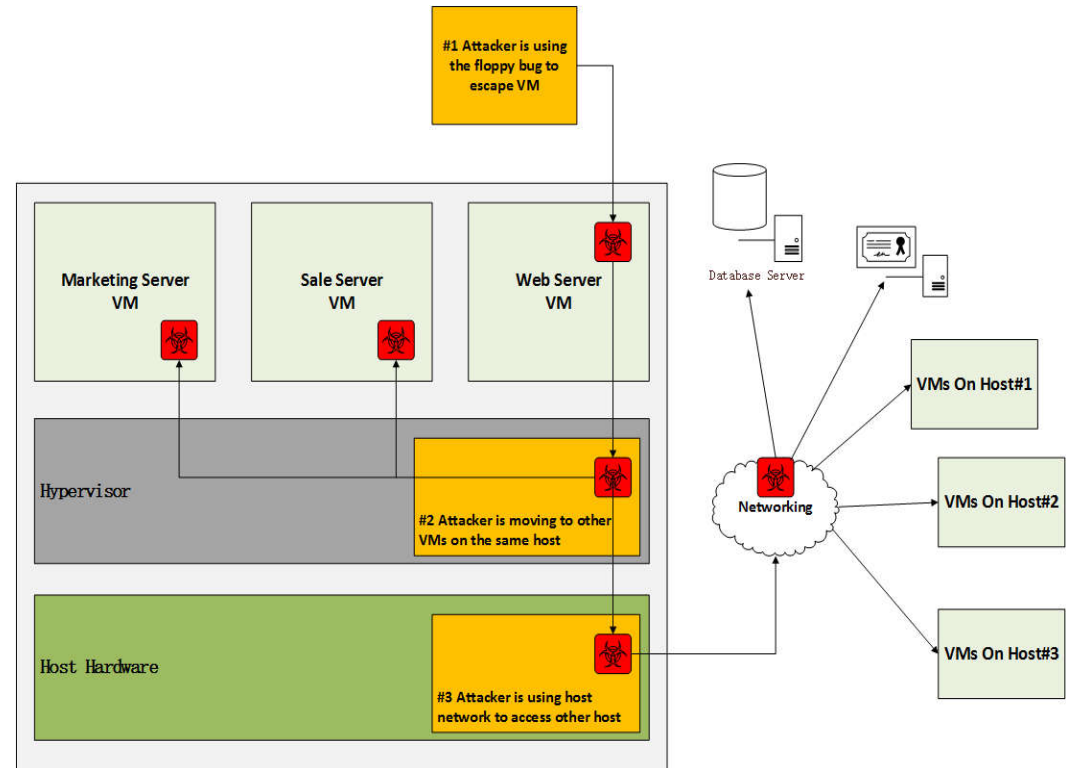 #1 Attacker is using
the floppy bug to
escape VM
Marketing Server
VM
Sale Server
VM
Web Server
VM
Database Server
VMs On Host#1
Hypervisor
#2 Attacker is moving to other
VMs on the same host
Networking
VMs On Host#2
Host Hardware
#3 Attacker is using host
network to access other host
VMs On Host#3